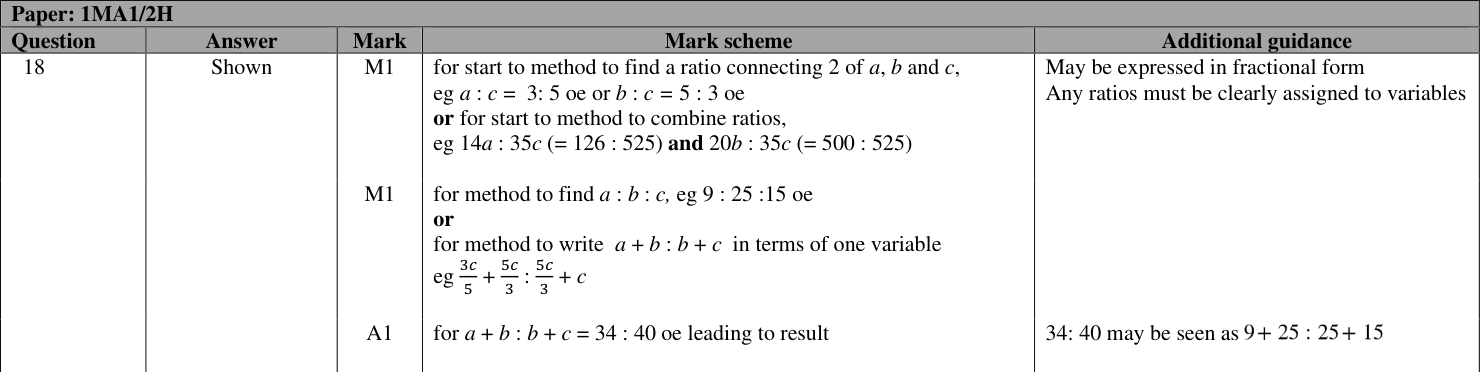 Paper: 1MA1/2H
Question Answer Mark Mark scheme Additional guidance
18 Shown M1 for start to method to find a ratio connecting 2 of a, b and c, May be expressed in fractional form
eg a : c = 3: 5 oe or b : c = 5 : 3 oe Any ratios must be clearly assigned to variables
or for start to method to combine ratios,
eg 14a : 35c (= 126 : 525) and 20b : 35c (= 500 : 525)
M1 for method to find a : b : c, eg 9 : 25 :15 oe
or
for method to write a + b : b + c in terms of one variable
eg 3c/5 + 5c/3 : 5c/3 + c
A1 for a + b : b + c = 34 : 40 oe leading to result 34: 40 may be seen as 9+ 25 : 25+ 15